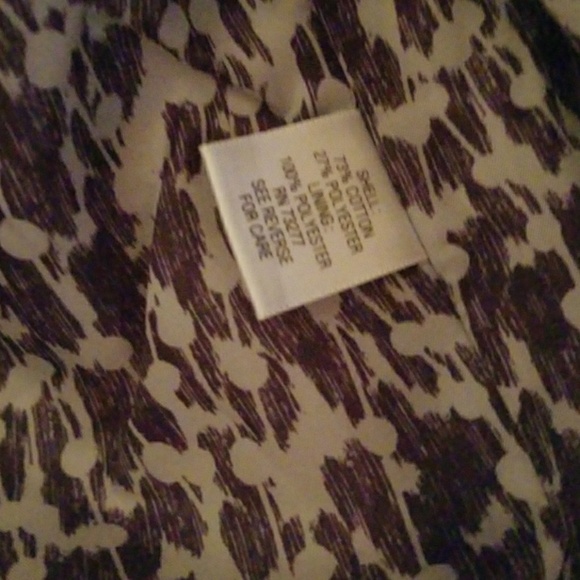 SHELL:
73% COTTON
27% POLYESTER
LINING:
100% POLYESTER
RN 73277
SEE REVERSE
FOR CARE